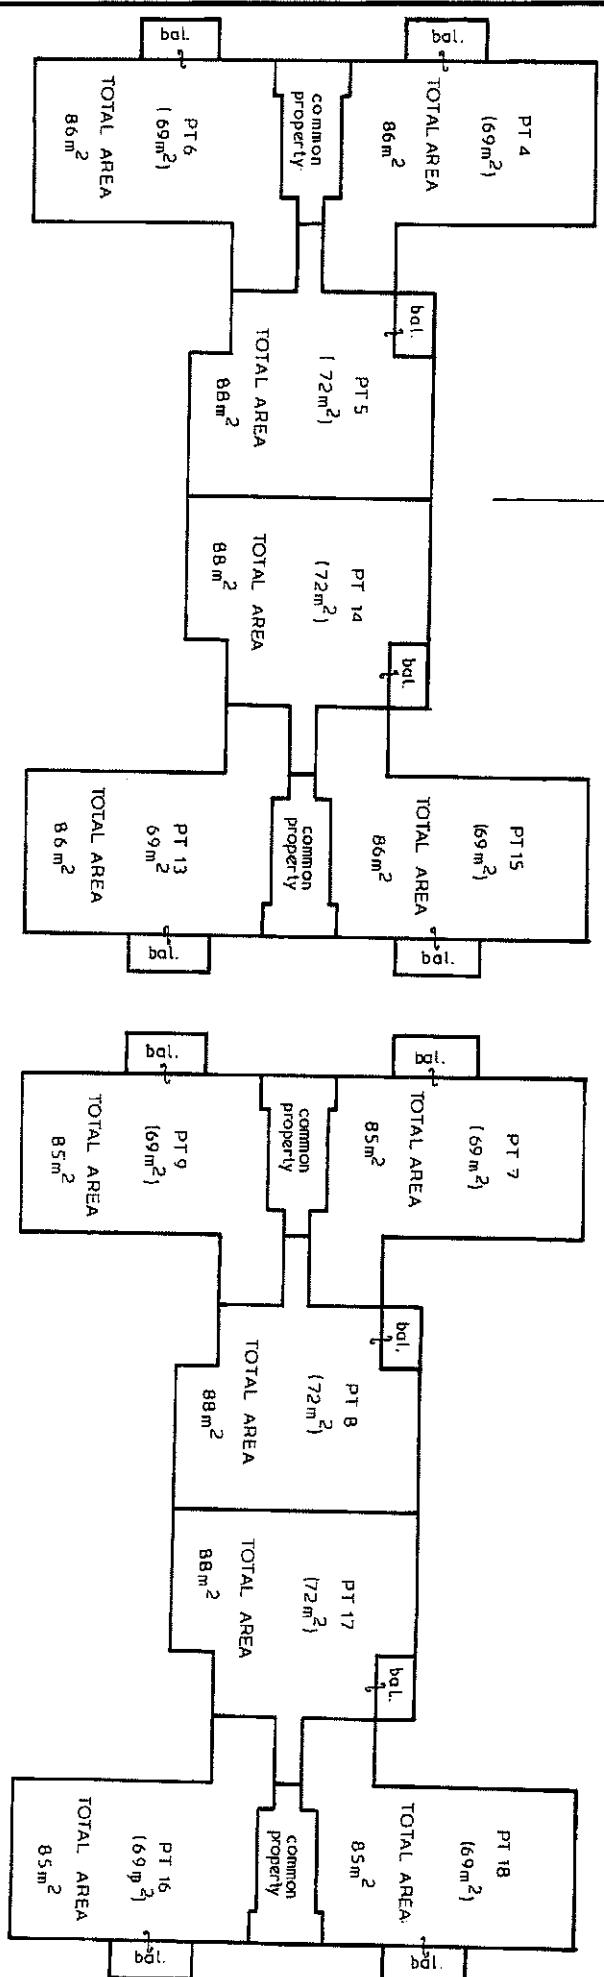 bal.
bal.
PT 6
(69m²)
TOTAL AREA
86m²
common
property
PT 4
(69m²)
TOTAL AREA
86m²
bal.
PT 5
(72m²)
TOTAL AREA
88m²
PT 14
(72m²)
TOTAL AREA
88m²
bal.
PT 13
69m²
TOTAL AREA
86m²
common
property
PT 15
(69m²)
TOTAL AREA
86m²
bal.
bal.
bal.
bal.
PT 9
(69m²)
TOTAL AREA
85m²
common
property
PT 7
(69m²)
TOTAL AREA
85m²
bal.
PT 8
(72m²)
TOTAL AREA
88m²
PT 17
(72m²)
TOTAL AREA
88m²
bal.
PT 16
(69m²)
TOTAL AREA
85m²
common
property
PT 18
(69m²)
TOTAL AREA
85m²
bal.
bal.